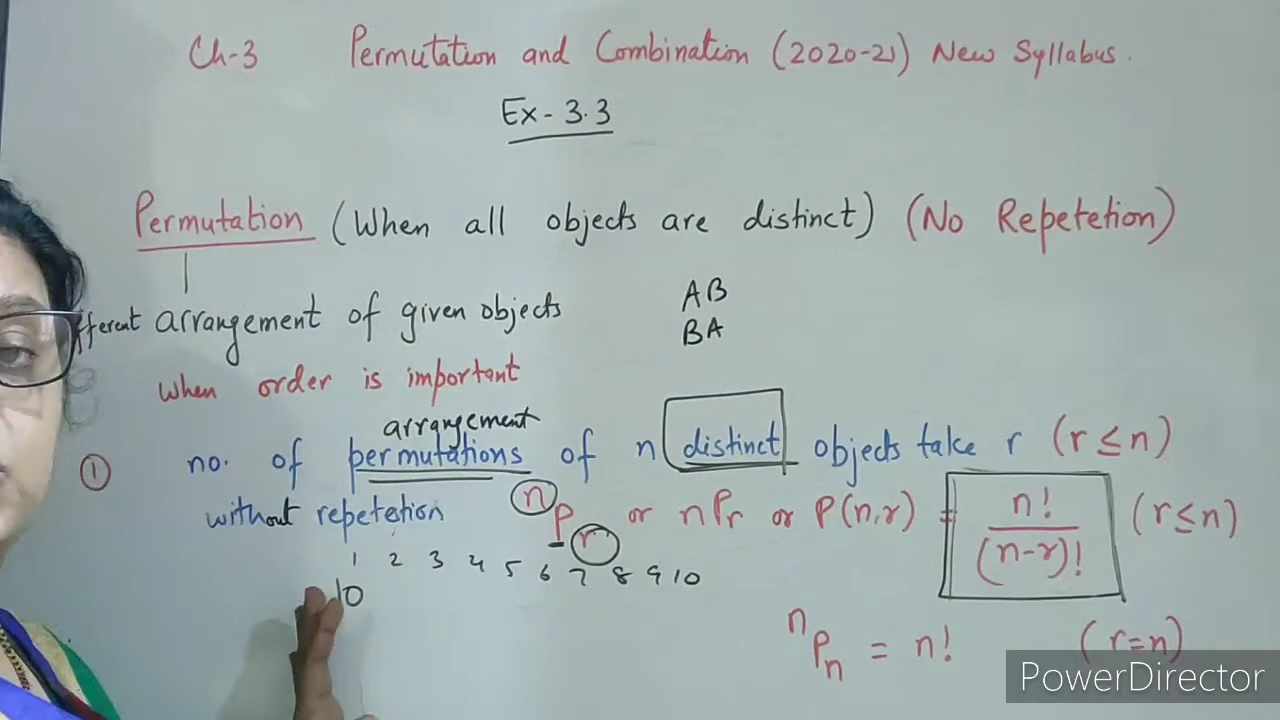 Ch-3 Permutation and Combination (2020-21) New Syllabus.
Ex - 3.3
Permutation (When all objects are distinct) (No Repetetion)
fferent arrangement of given objects
AB
BA
when order is important
arrangement
① no. of permutations of n distinct objects take r (r ≤ n)
without repetetion nPr or nPr or P(n,r) = n!/(n-r)! (r ≤ n)
1 2 3 4 5 6 7 8 9 10
10
nPn = n! (r=n)
PowerDirector